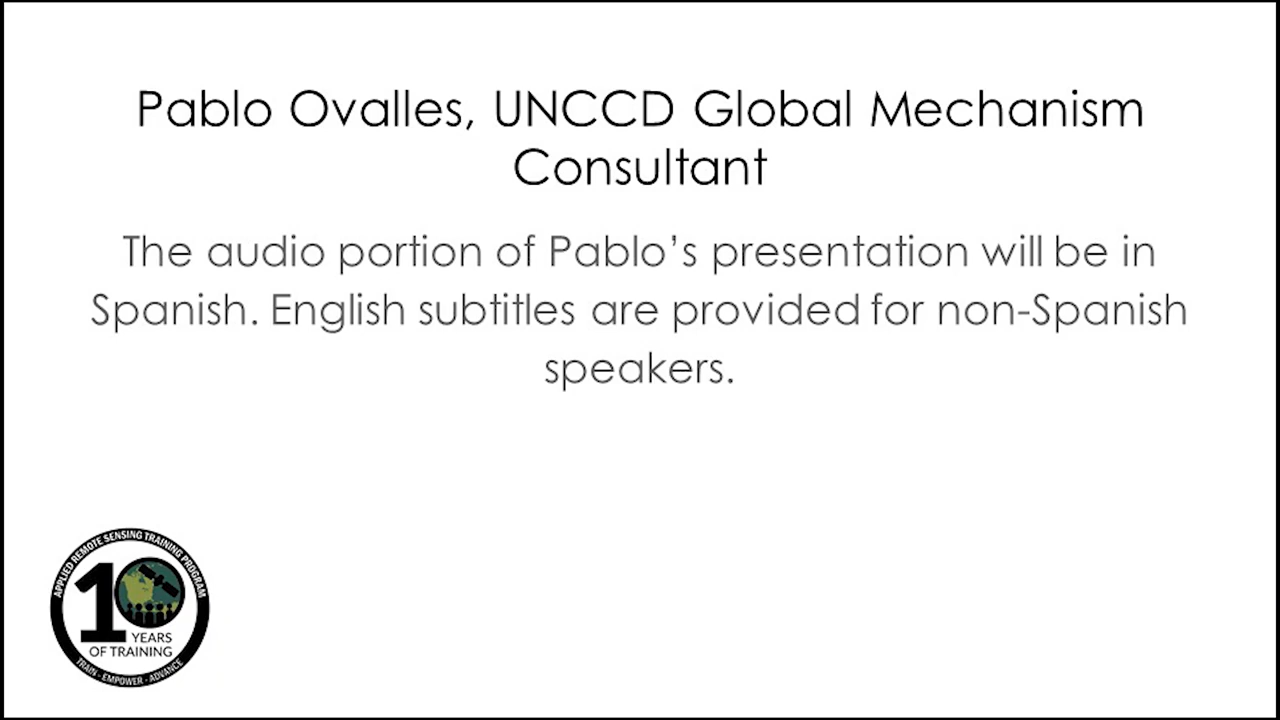 Pablo Ovalles, UNCCD Global Mechanism
Consultant
The audio portion of Pablo’s presentation will be in
Spanish. English subtitles are provided for non-Spanish
speakers.
APPLIED REMOTE SENSING TRAINING PROGRAM
10
YEARS
OF TRAINING
TRAIN - EMPOWER - ADVANCE